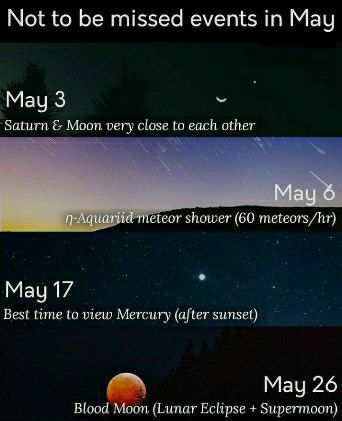 Not to be missed events in May
May 3
Saturn & Moon very close to each other
May 6
η-Aquariid meteor shower (60 meteors/hr)
May 17
Best time to view Mercury (after sunset)
May 26
Blood Moon (Lunar Eclipse + Supermoon)